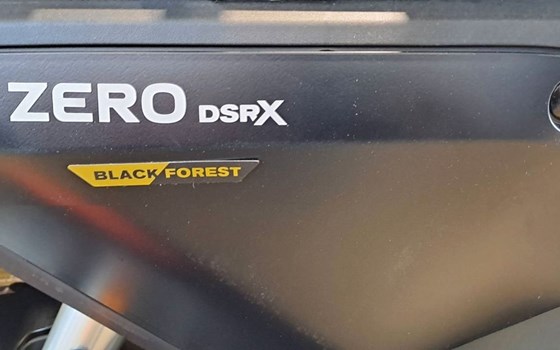 ZERO DSRX
BLACK FOREST